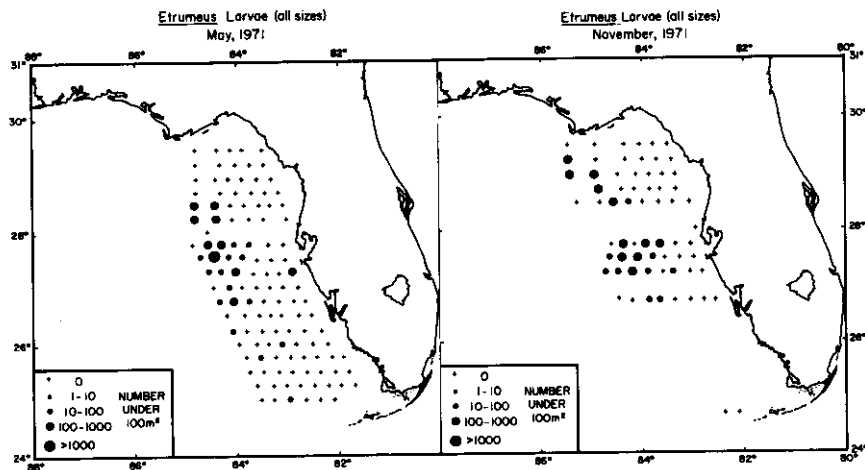 Etrumeus Larvae (all sizes)
May, 1971
88° 86° 84° 82°
31°
30°
28°
26°
24°
0
1-10 NUMBER
10-100 UNDER
100-1000 100m²
>1000
86° 84° 82°
Etrumeus Larvae (all sizes)
November, 1971
86° 84° 82° 80°
31°
30°
28°
26°
24°
0
1-10 NUMBER
10-100 UNDER
100-1000 100m²
>1000
86° 84° 82° 80°